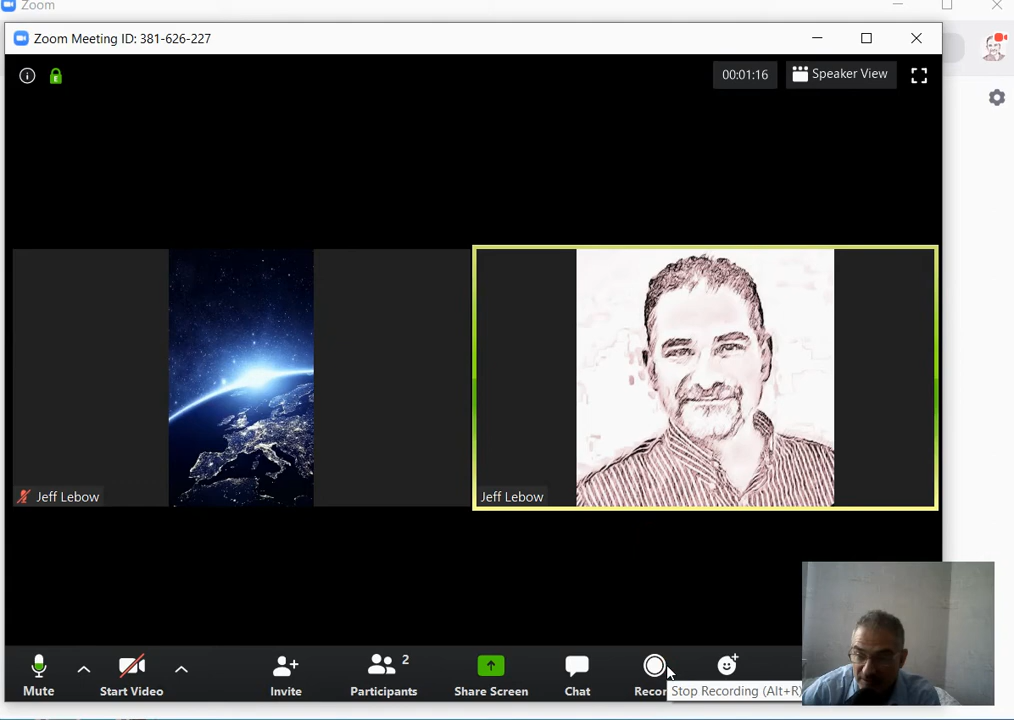 Zoom
Zoom Meeting ID: 381-626-227
00:01:16
Speaker View
E
2
Jeff Lebow
Jeff Lebow
Mute
Start Video
Invite
Participants
Share Screen
Chat
Recor
Stop Recording (Alt+R)